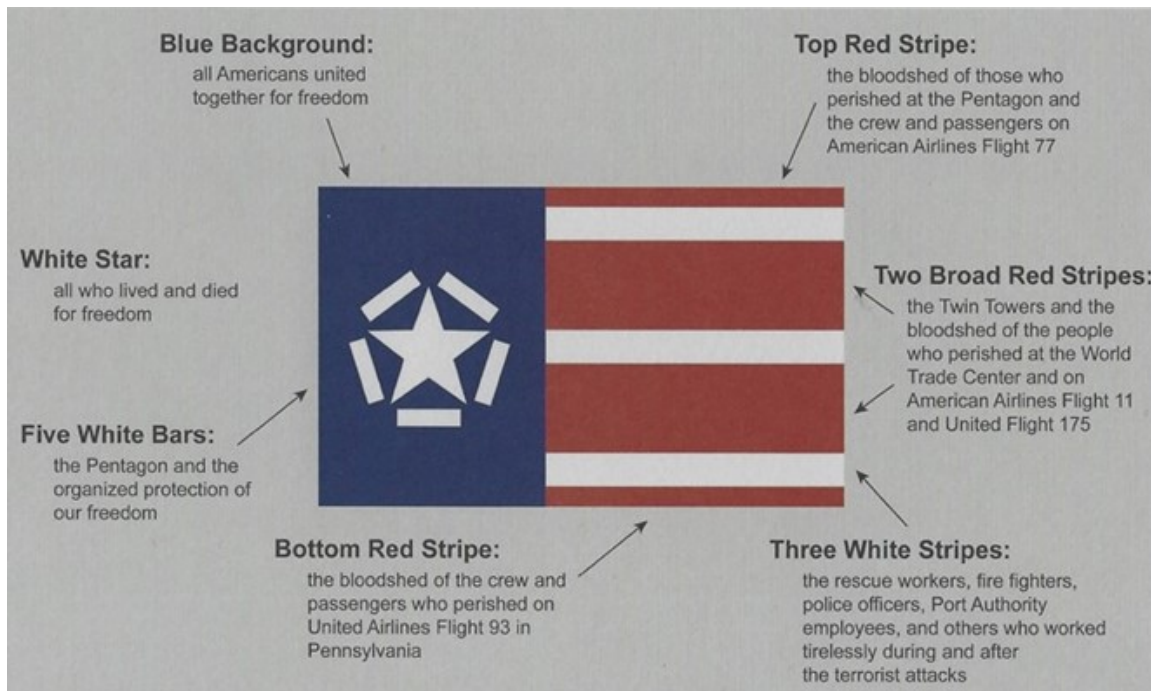 Blue Background:
all Americans united
together for freedom
Top Red Stripe:
the bloodshed of those who
perished at the Pentagon and
the crew and passengers on
American Airlines Flight 77
White Star:
all who lived and died
for freedom
Two Broad Red Stripes:
the Twin Towers and the
bloodshed of the people
who perished at the World
Trade Center and on
American Airlines Flight 11
and United Flight 175
Five White Bars:
the Pentagon and the
organized protection of
our freedom
Bottom Red Stripe:
the bloodshed of the crew and
passengers who perished on
United Airlines Flight 93 in
Pennsylvania
Three White Stripes:
the rescue workers, fire fighters,
police officers, Port Authority
employees, and others who worked
tirelessly during and after
the terrorist attacks